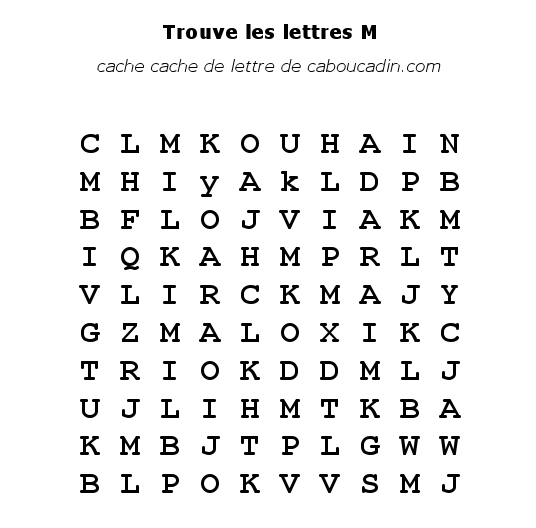 Trouve les lettres M
cache cache de lettre de caboucadin.com
C L M K O U H A I N
M H I y A k L D P B
B F L O J V I A K M
I Q K A H M P R L T
V L I R C K M A J Y
G Z M A L O X I K C
T R I O K D D M L J
U J L I H M T K B A
K M B J T P L G W W
B L P O K V V S M J